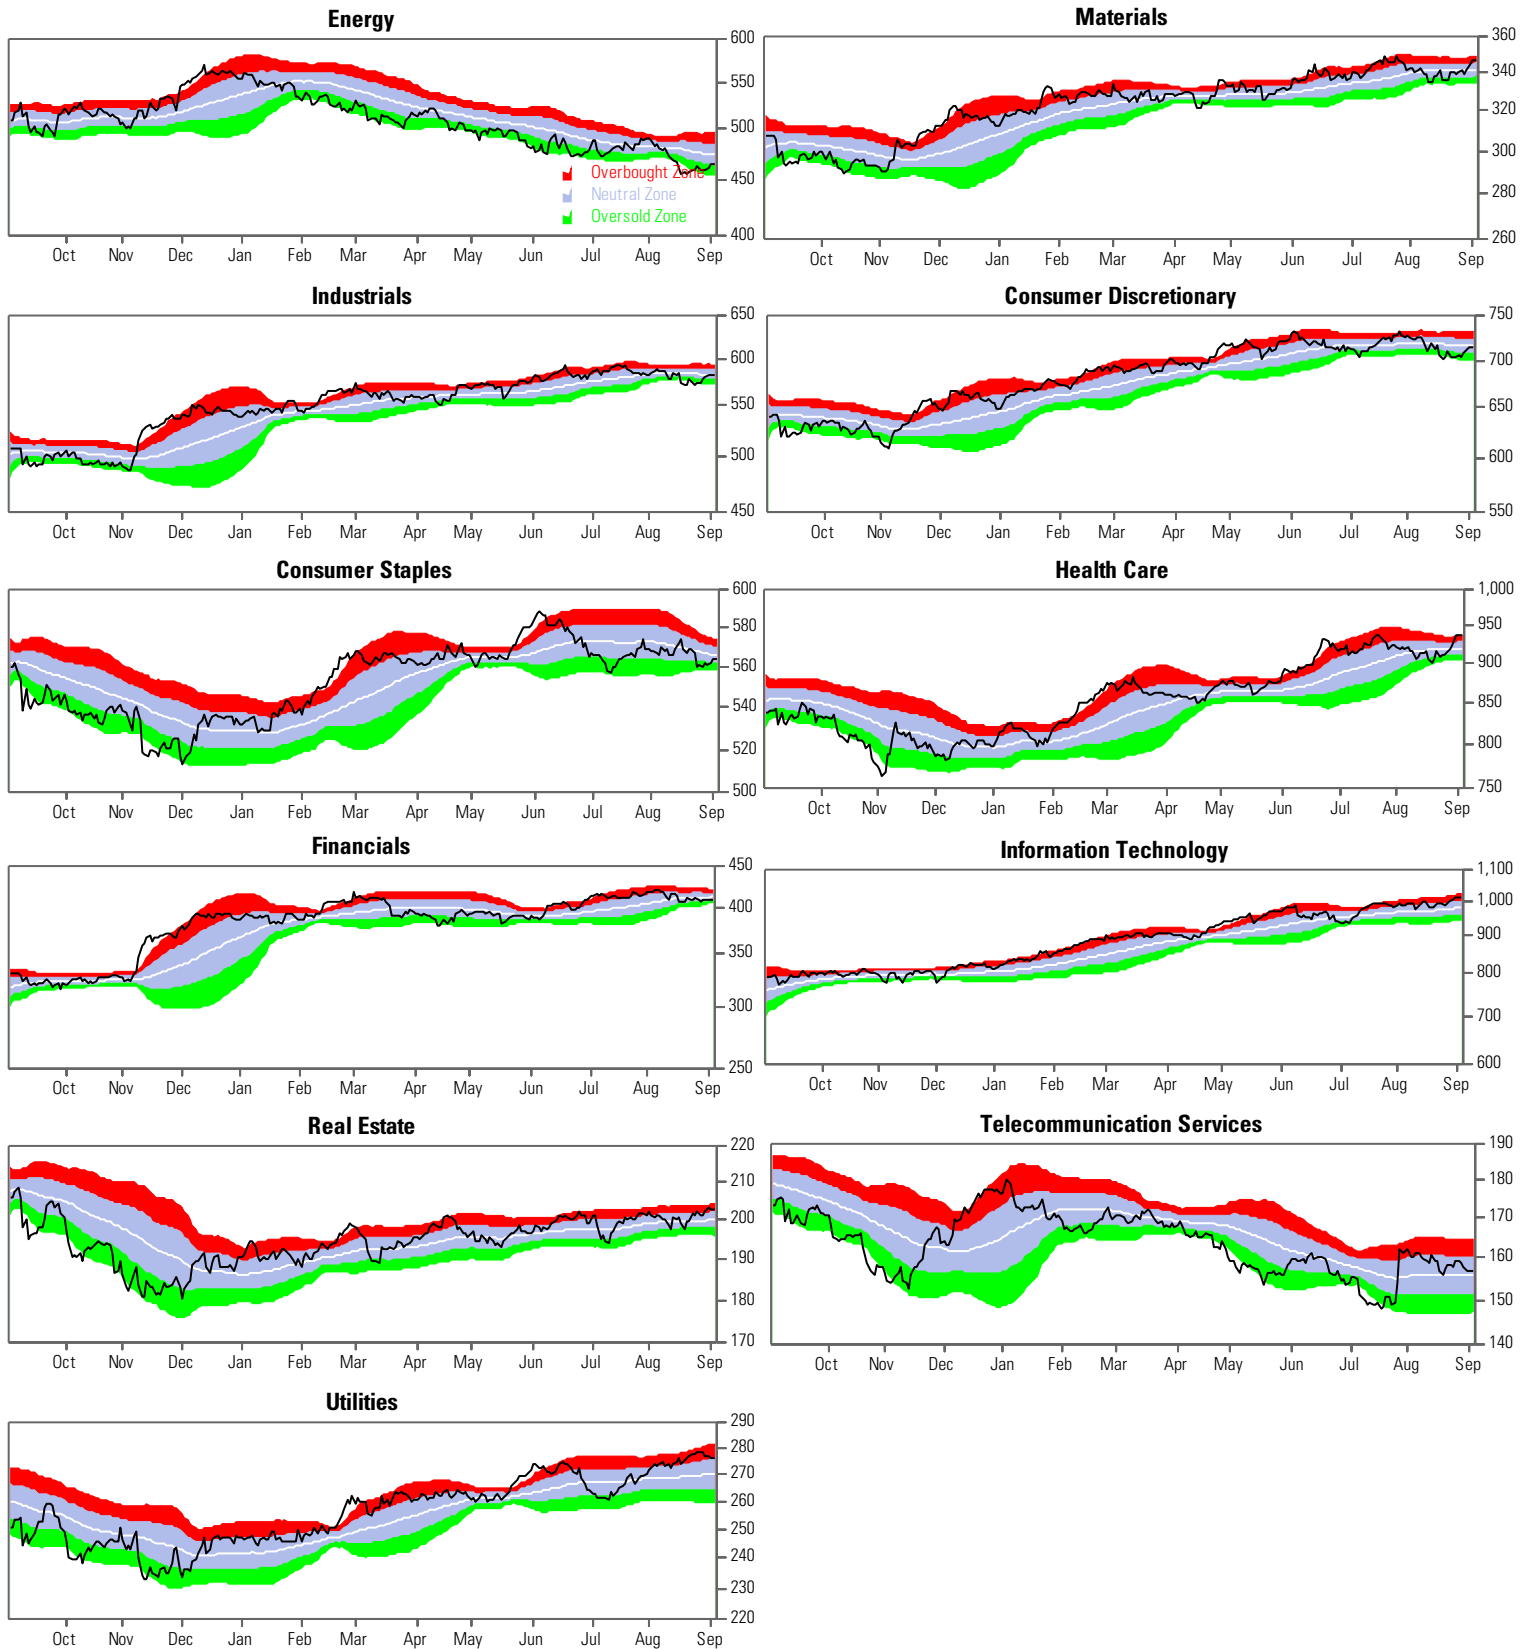 Energy
600
550
500
450
400
Overbought Zone
Neutral Zone
Oversold Zone
Oct Nov Dec Jan Feb Mar Apr May Jun Jul Aug Sep
Materials
360
340
320
300
280
260
Oct Nov Dec Jan Feb Mar Apr May Jun Jul Aug Sep
Industrials
650
600
550
500
450
Oct Nov Dec Jan Feb Mar Apr May Jun Jul Aug Sep
Consumer Discretionary
750
700
650
600
550
Oct Nov Dec Jan Feb Mar Apr May Jun Jul Aug Sep
Consumer Staples
600
580
560
540
520
500
Oct Nov Dec Jan Feb Mar Apr May Jun Jul Aug Sep
Health Care
1,000
950
900
850
800
750
Oct Nov Dec Jan Feb Mar Apr May Jun Jul Aug Sep
Financials
450
400
350
300
250
Oct Nov Dec Jan Feb Mar Apr May Jun Jul Aug Sep
Information Technology
1,100
1,000
900
800
700
600
Oct Nov Dec Jan Feb Mar Apr May Jun Jul Aug Sep
Real Estate
220
210
200
190
180
170
Oct Nov Dec Jan Feb Mar Apr May Jun Jul Aug Sep
Telecommunication Services
190
180
170
160
150
140
Oct Nov Dec Jan Feb Mar Apr May Jun Jul Aug Sep
Utilities
290
280
270
260
250
240
230
220
Oct Nov Dec Jan Feb Mar Apr May Jun Jul Aug Sep